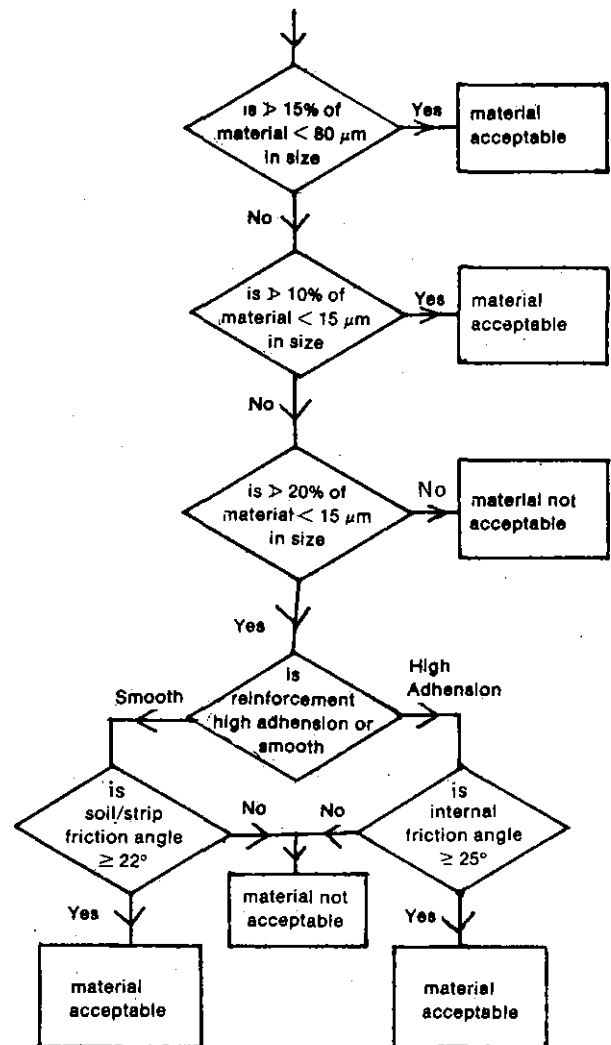 is ≯ 15% of
material < 80 μm
in size
Yes
material
acceptable
No
is ≯ 10% of
material < 15 μm
in size
Yes
material
acceptable
No
is ≯ 20% of
material < 15 μm
in size
No
material not
acceptable
Yes
is
reinforcement
high adhension or
smooth
Smooth
High
Adhension
is
soil/strip
friction angle
≥ 22°
No
No
is
internal
friction angle
≥ 25°
material not
acceptable
Yes
Yes
material
acceptable
material
acceptable